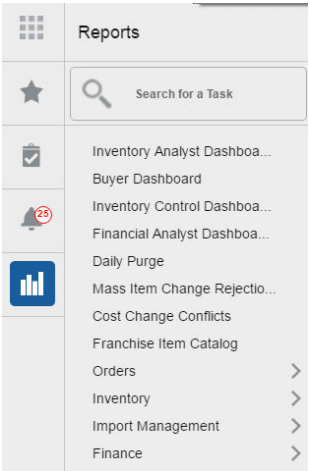 Reports
Search for a Task
Inventory Analyst Dashboa...
Buyer Dashboard
25
Inventory Control Dashboa...
Financial Analyst Dashboa...
Daily Purge
Mass Item Change Rejectio...
Cost Change Conflicts
Franchise Item Catalog
Orders
Inventory
Import Management
Finance